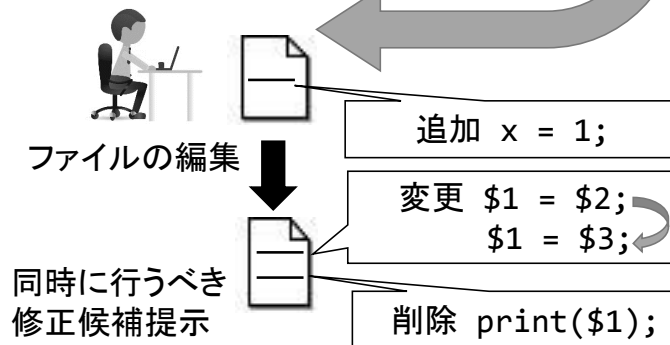 追加 x = 1;
ファイルの編集
変更 $1 = $2;
$1 = $3;
同時に行うべき
修正候補提示
削除 print($1);